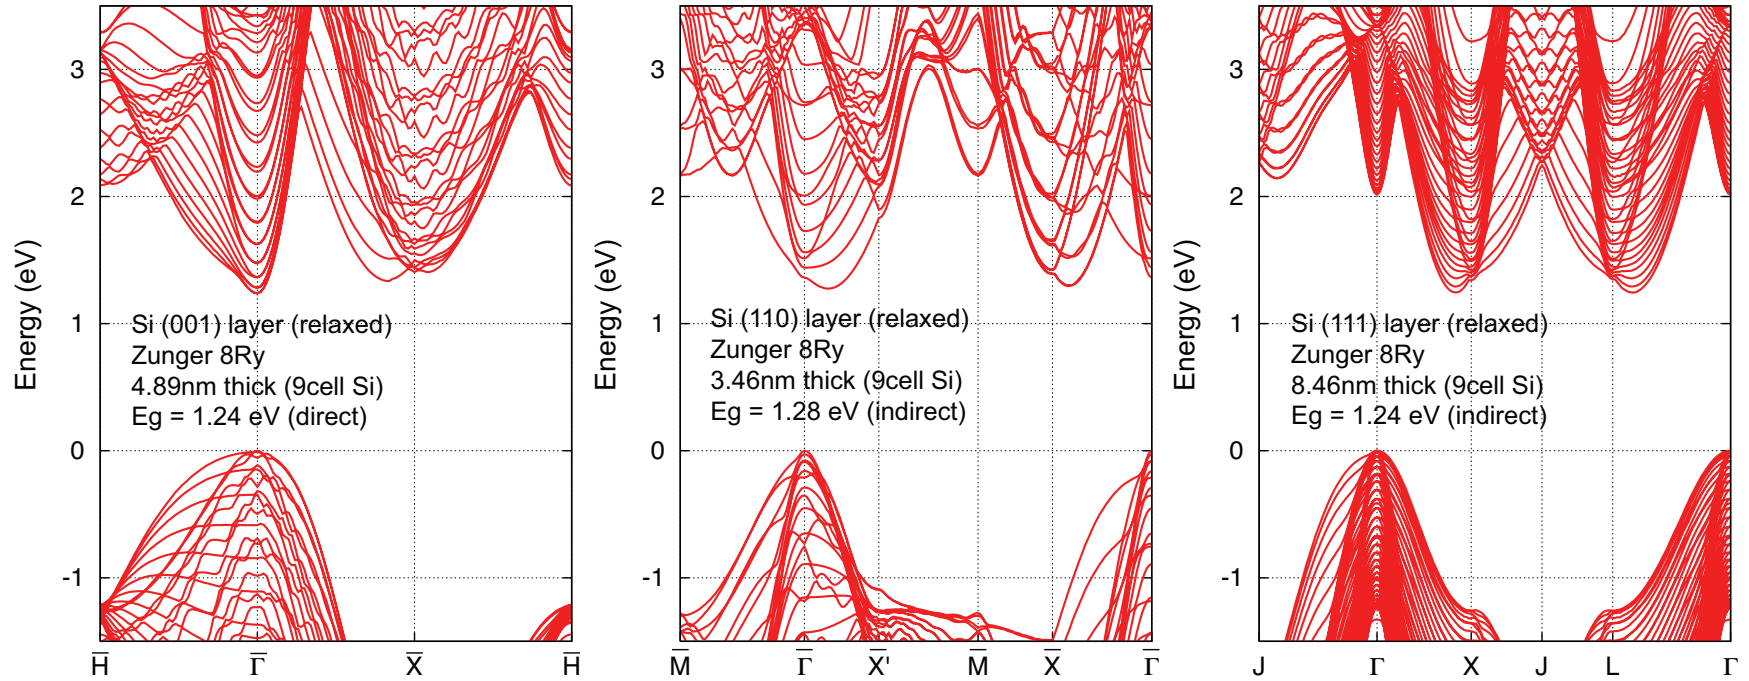 Energy (eV)
3
2
1
0
-1
Si (001) layer (relaxed)
Zunger 8Ry
4.89nm thick (9cell Si)
Eg = 1.24 eV (direct)
H̅ Γ̅ X̅ H̅
Energy (eV)
3
2
1
0
-1
Si (110) layer (relaxed)
Zunger 8Ry
3.46nm thick (9cell Si)
Eg = 1.28 eV (indirect)
M̅ Γ̅ X̅' M̅ X̅ Γ̅
Energy (eV)
3
2
1
0
-1
Si (111) layer (relaxed)
Zunger 8Ry
8.46nm thick (9cell Si)
Eg = 1.24 eV (indirect)
J Γ X J L Γ